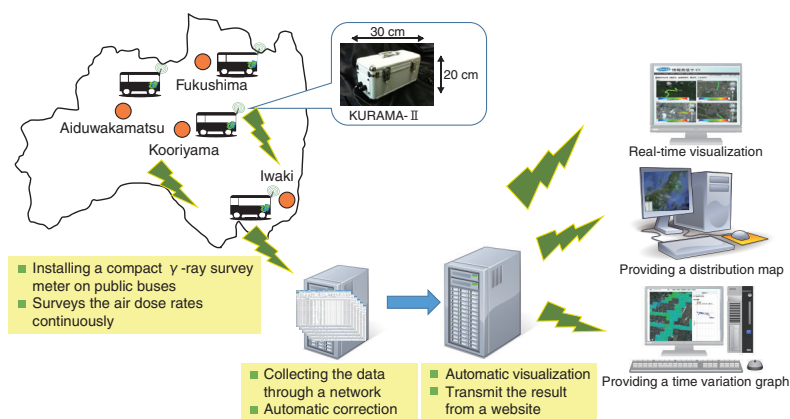 30 cm
20 cm
KURAMA-Ⅱ
Fukushima
Aiduwakamatsu
Kooriyama
Iwaki
■ Installing a compact γ-ray survey
meter on public buses
■ Surveys the air dose rates
continuously
■ Collecting the data
through a network
■ Automatic correction
■ Automatic visualization
■ Transmit the result
from a website
Real-time visualization
Providing a distribution map
Providing a time variation graph